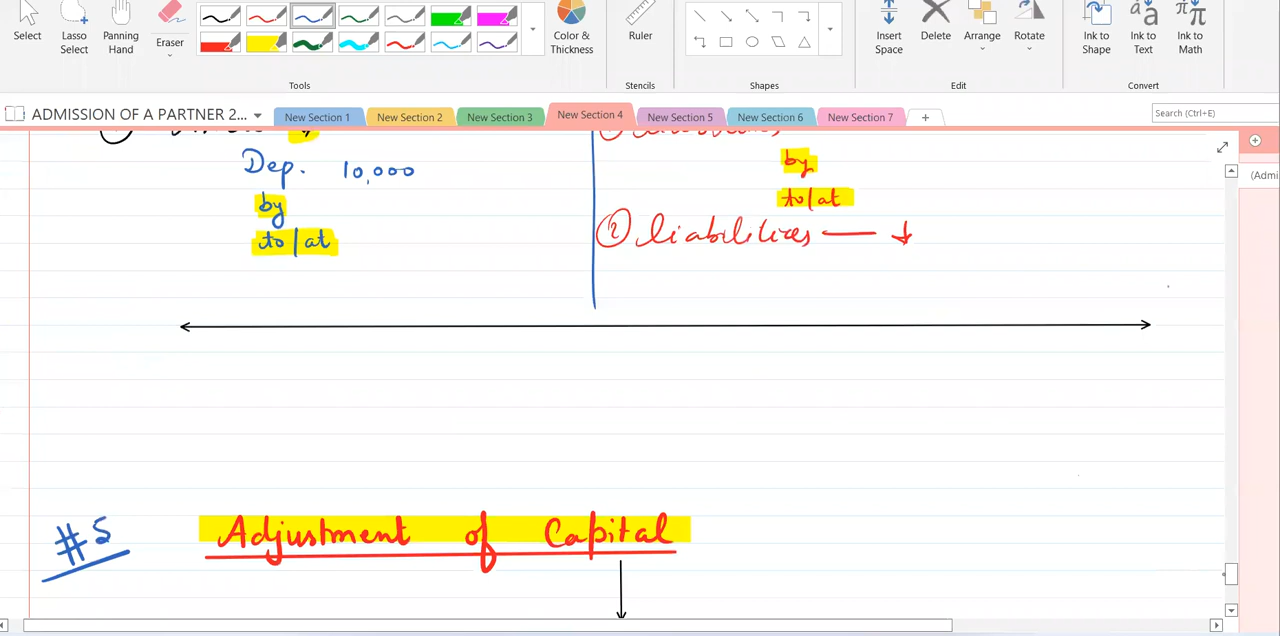 Select
Lasso Select
Panning Hand
Eraser
Color & Thickness
Ruler
Insert Space
Delete
Arrange
Rotate
Ink to Shape
Ink to Text
Ink to Math
Tools
Stencils
Shapes
Edit
Convert
ADMISSION OF A PARTNER 2...
New Section 1
New Section 2
New Section 3
New Section 4
New Section 5
New Section 6
New Section 7
Search (Ctrl+E)
(Admi
Dep. 10,000
by
to/at
by
to/at
② liabilities — ↓
#5 Adjustment of Capital